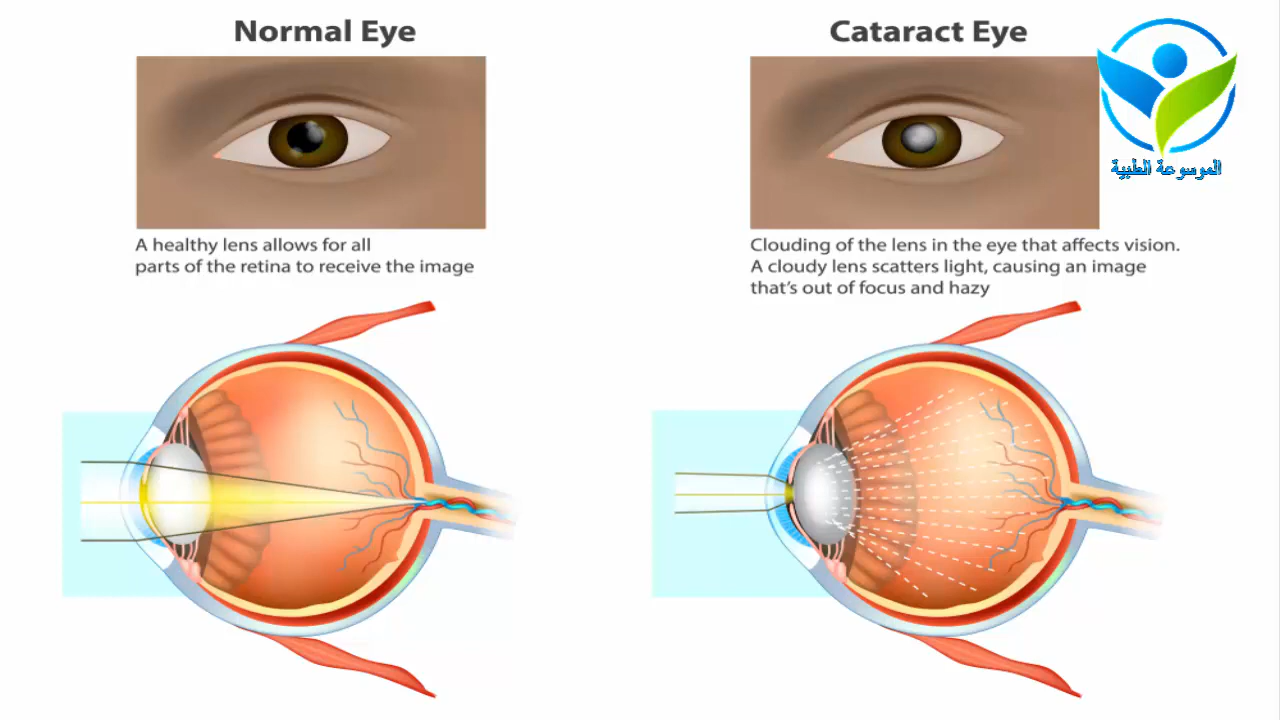 Normal Eye
Cataract Eye
الموسوعة الطبية
A healthy lens allows for all
parts of the retina to receive the image
Clouding of the lens in the eye that affects vision.
A cloudy lens scatters light, causing an image
that's out of focus and hazy